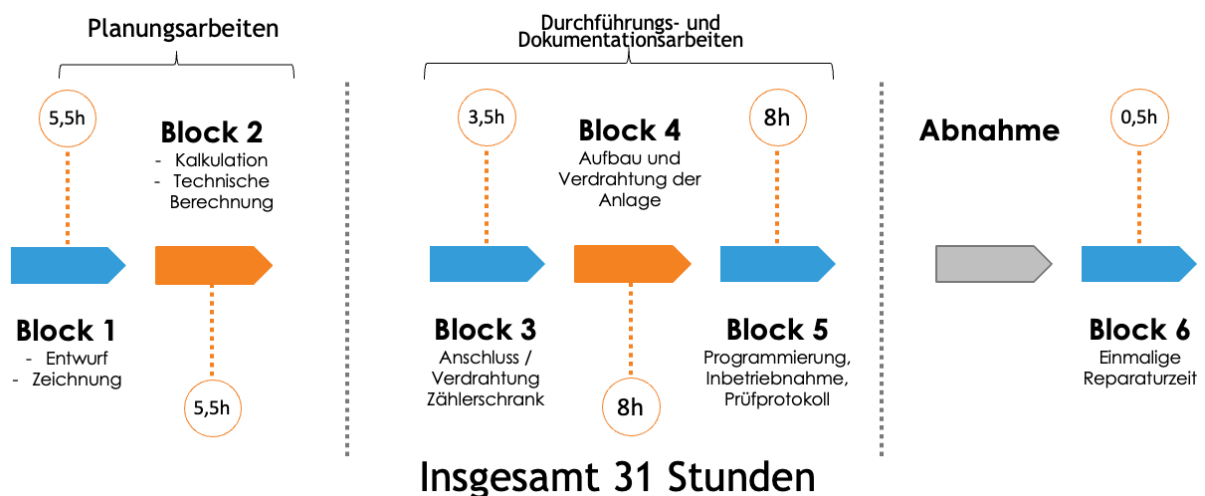 Planungsarbeiten
5,5h
Block 2
- Kalkulation
- Technische
Berechnung
Block 1
- Entwurf
- Zeichnung
5,5h
Durchführungs- und
Dokumentationsarbeiten
3,5h
Block 4
Aufbau und
Verdrahtung der
Anlage
8h
Block 3
Anschluss /
Verdrahtung
Zählerschrank
8h
Block 5
Programmierung,
Inbetriebnahme,
Prüfprotokoll
Abnahme
0,5h
Block 6
Einmalige
Reparaturzeit
Insgesamt 31 Stunden